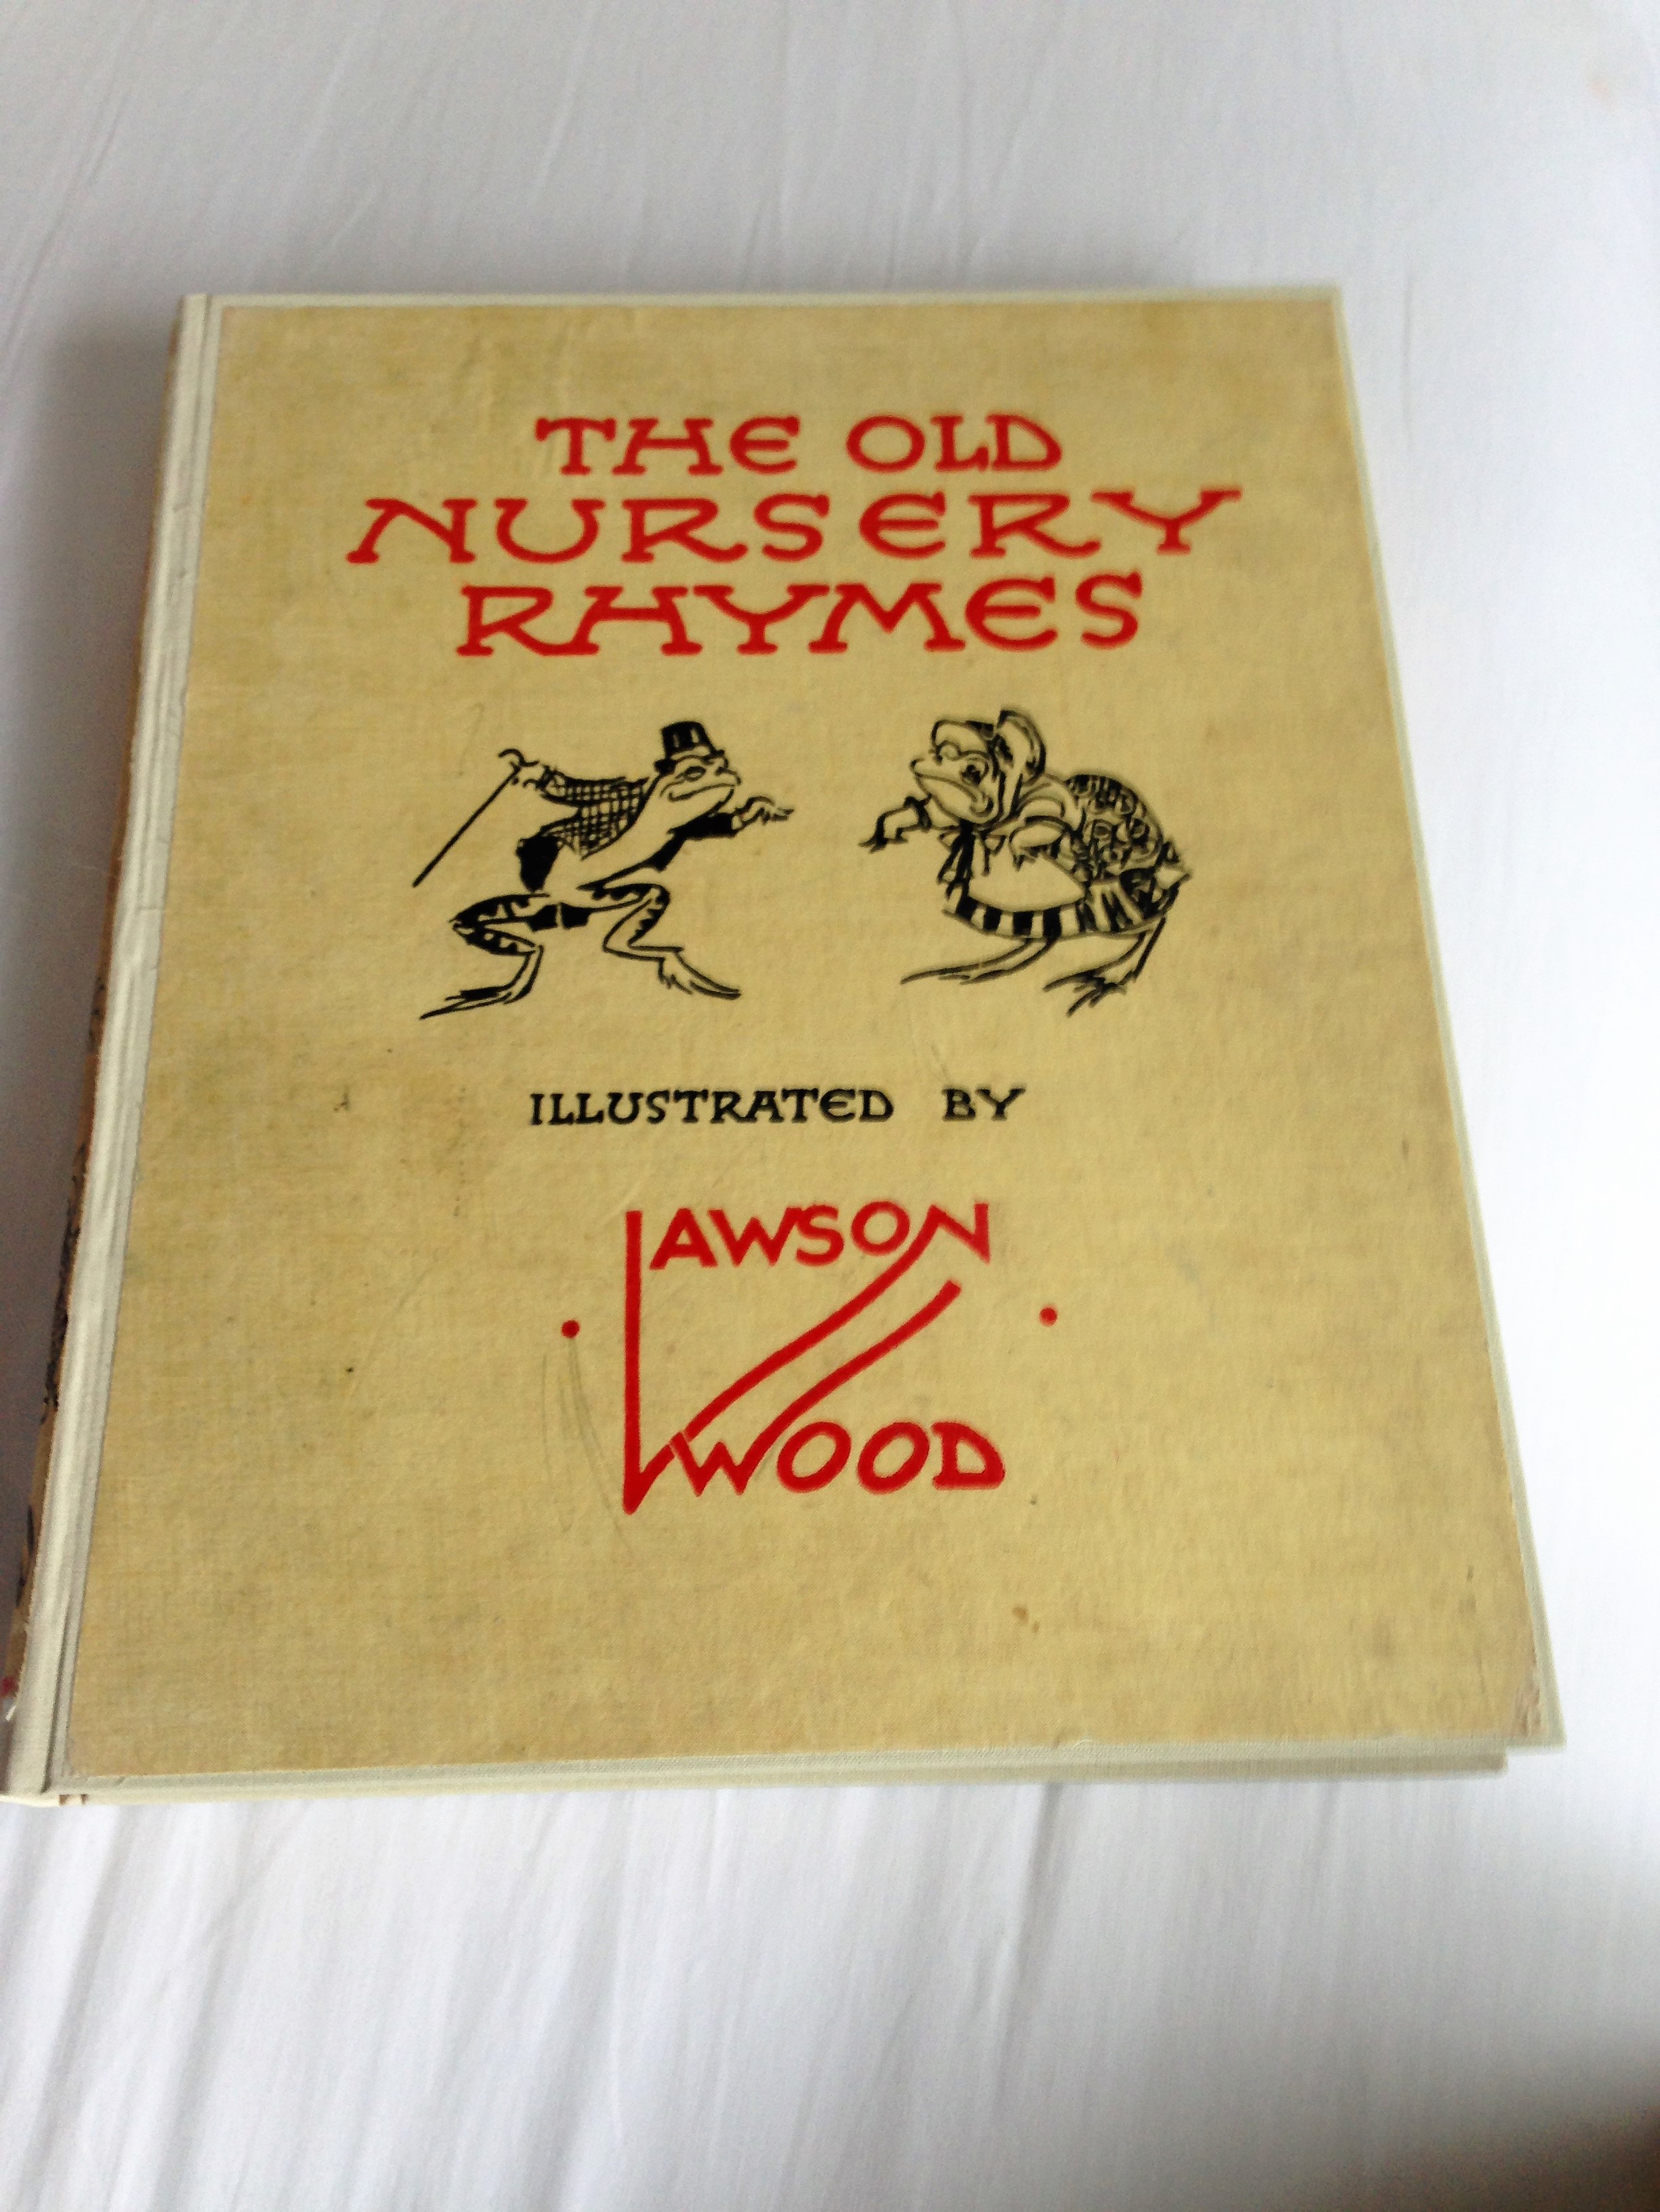 THE OLD
NURSERY
RHYMES
ILLUSTRATED BY
LAWSON
WOOD